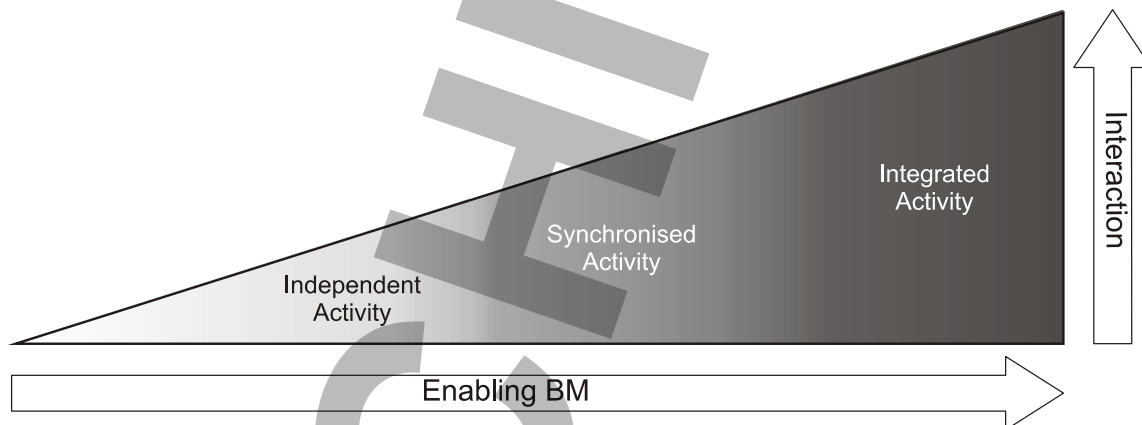 Integrated
Activity
Synchronised
Activity
Independent
Activity
Interaction
Enabling BM